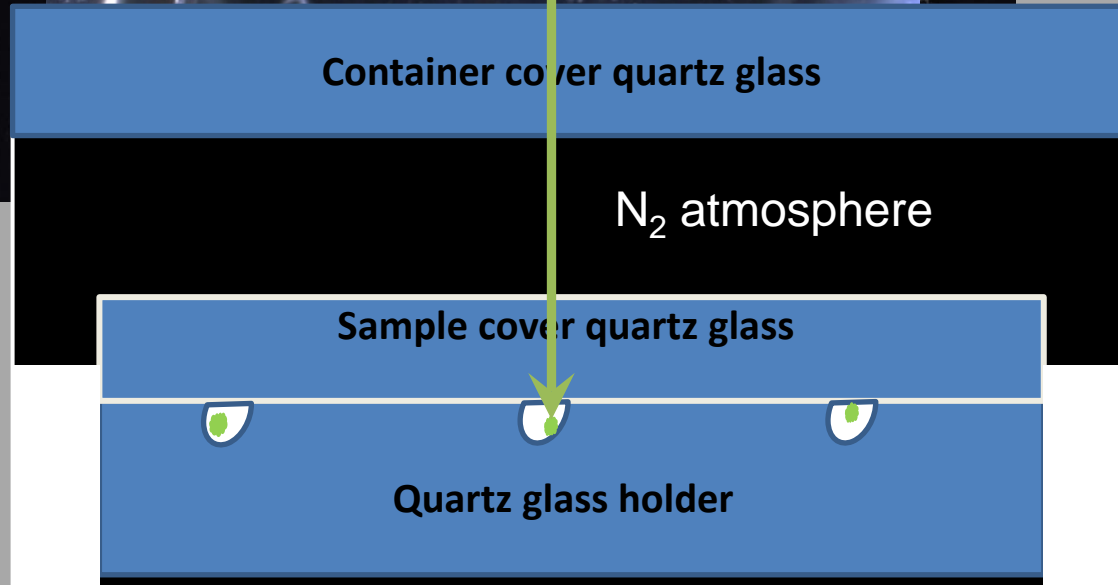 Container cover quartz glass
N₂ atmosphere
Sample cover quartz glass
Quartz glass holder